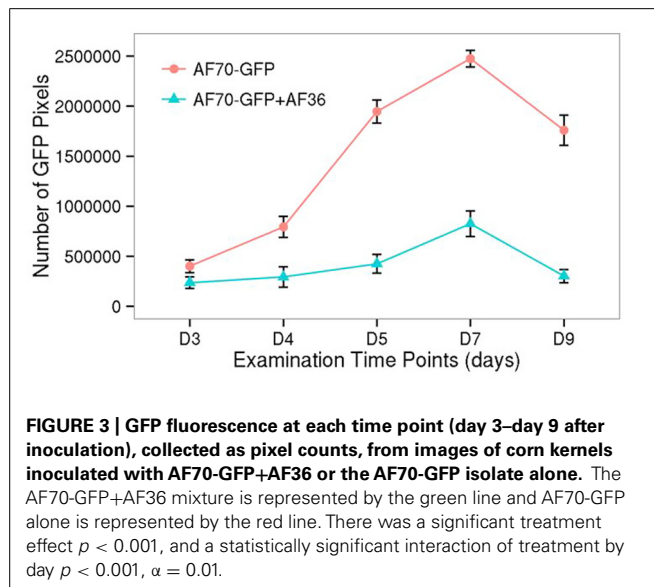 2500000
AF70-GFP
2000000
AF70-GFP+AF36
1500000
1000000
500000
0
Number of GFP Pixels
D3 D4 D5 D7 D9
Examination Time Points (days)
FIGURE 3 | GFP fluorescence at each time point (day 3–day 9 after
inoculation), collected as pixel counts, from images of corn kernels
inoculated with AF70-GFP+AF36 or the AF70-GFP isolate alone. The
AF70-GFP+AF36 mixture is represented by the green line and AF70-GFP
alone is represented by the red line. There was a significant treatment
effect p < 0.001, and a statistically significant interaction of treatment by
day p < 0.001, α = 0.01.